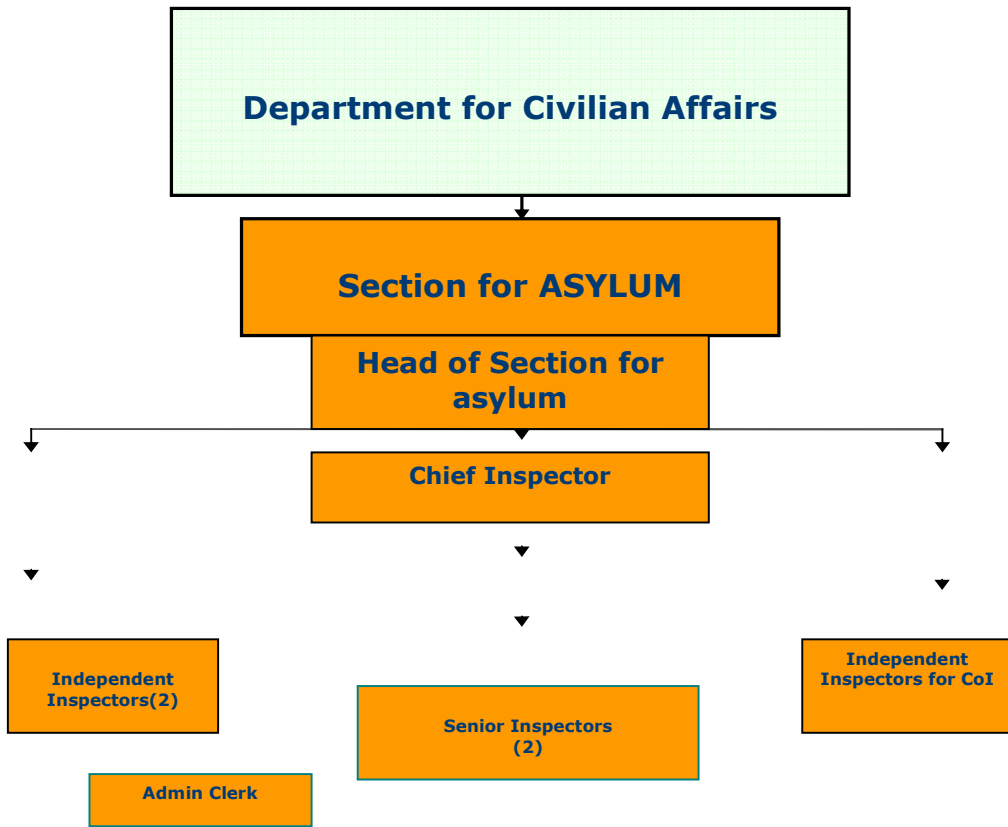 Department for Civilian Affairs
Section for ASYLUM
Head of Section for
asylum
Chief Inspector
Independent
Inspectors(2)
Senior Inspectors
(2)
Independent
Inspectors for CoI
Admin Clerk